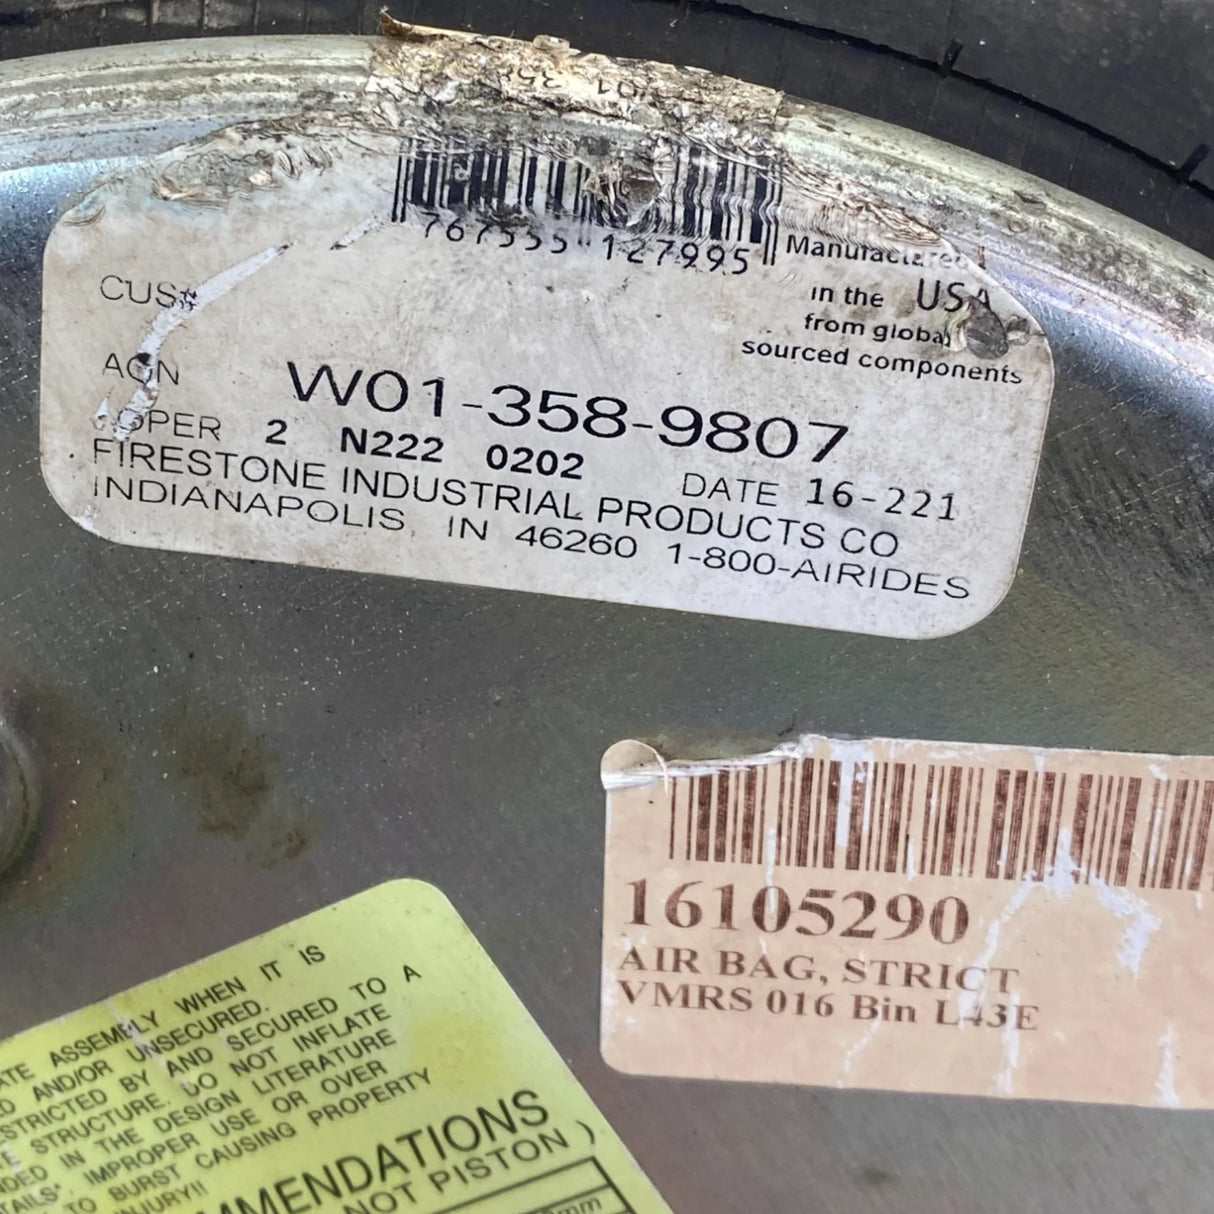 767555 127995
Manufactured
in the USA
from global
sourced components
CUS#
AQN
W01-358-9807
OPER 2 N222 0202
DATE 16-221
FIRESTONE INDUSTRIAL PRODUCTS CO
INDIANAPOLIS, IN 46260 1-800-AIRIDES
16105290
AIR BAG, STRICT
VMRS 016 Bin L43E
ASSEMBLY WHEN IT IS
AND/OR UNSECURED.
BY AND SECURED TO A
STRUCTURE. DO NOT INFLATE
IN THE DESIGN LITERATURE
IMPROPER USE OR OVER
TO BURST CAUSING PROPERTY
NOT PISTON )
mm